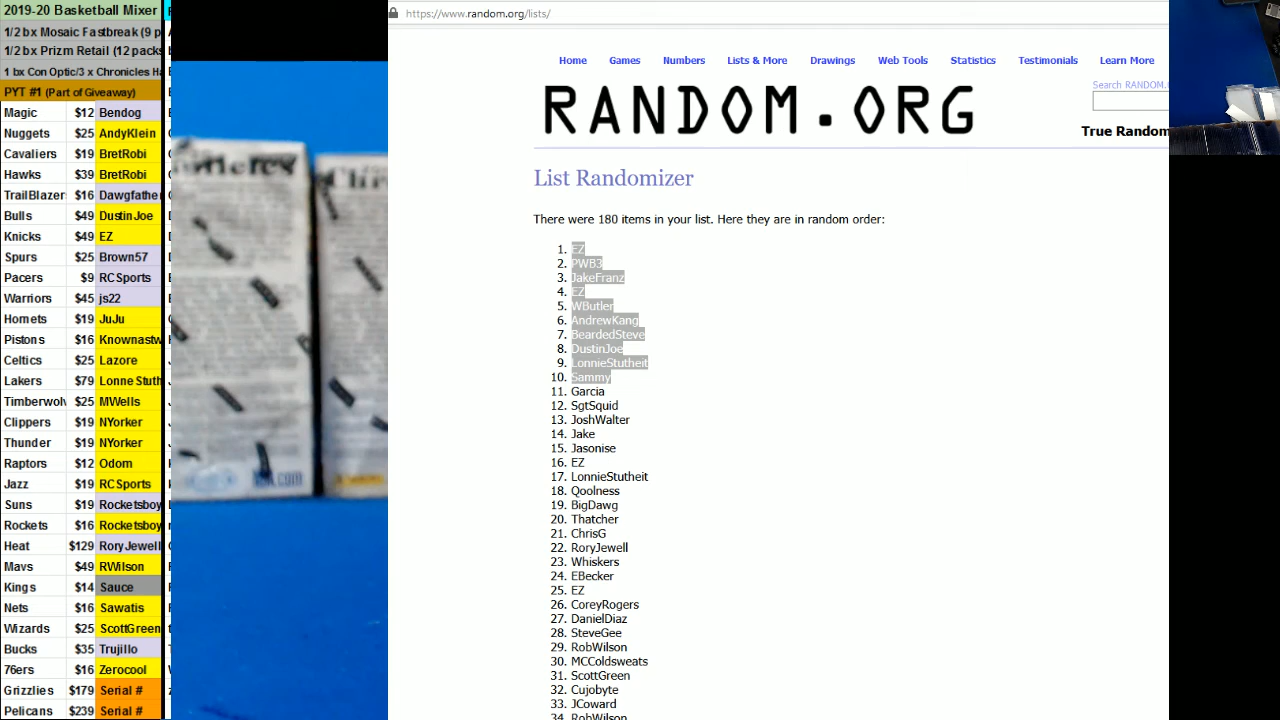 2019-20 Basketball Mixer
1/2 bx Mosaic Fastbreak (9 p
1/2 bx Prizm Retail (12 packs
1 bx Con Optic/3 x Chronicles Ha
PYT #1 (Part of Giveaway)
Magic $12 Bendog
Nuggets $25 AndyKlein
Cavaliers $19 BretRobi
Hawks $39 BretRobi
TrailBlazer $16 Dawgfathe
Bulls $49 DustinJoe
Knicks $49 EZ
Spurs $25 Brown57
Pacers $9 RCSports
Warriors $45 js22
Hornets $19 JuJu
Pistons $16 Knownastw
Celtics $25 Lazore
Lakers $79 Lonne Stuth
Timberwolv $25 MWells
Clippers $19 NYorker
Thunder $19 NYorker
Raptors $12 Odom
Jazz $19 RCSports
Suns $19 Rocketsboy
Rockets $16 Rocketsboy
Heat $129 RoryJewell
Mavs $49 RWilson
Kings $14 Sauce
Nets $16 Sawatis
Wizards $25 ScottGreen
Bucks $35 Trujillo
76ers $16 Zerocool
Grizzlies $179 Serial #
Pelicans $239 Serial #
https://www.random.org/lists/
Home Games Numbers Lists & More Drawings Web Tools Statistics Testimonials Learn More
Search RANDOM.
RANDOM.ORG
True Random
List Randomizer
There were 180 items in your list. Here they are in random order:
1. EZ
2. PWB3
3. JakeFranz
4. EZ
5. WButler
6. AndrewKang
7. BeardedSteve
8. DustinJoe
9. LonnieStutheit
10. Sammy
11. Garcia
12. SgtSquid
13. JoshWalter
14. Jake
15. Jasonise
16. EZ
17. LonnieStutheit
18. Qoolness
19. BigDawg
20. Thatcher
21. ChrisG
22. RoryJewell
23. Whiskers
24. EBecker
25. EZ
26. CoreyRogers
27. DanielDiaz
28. SteveGee
29. RobWilson
30. MCColdsweats
31. ScottGreen
32. Cujobyte
33. JCoward
34. RobWilson